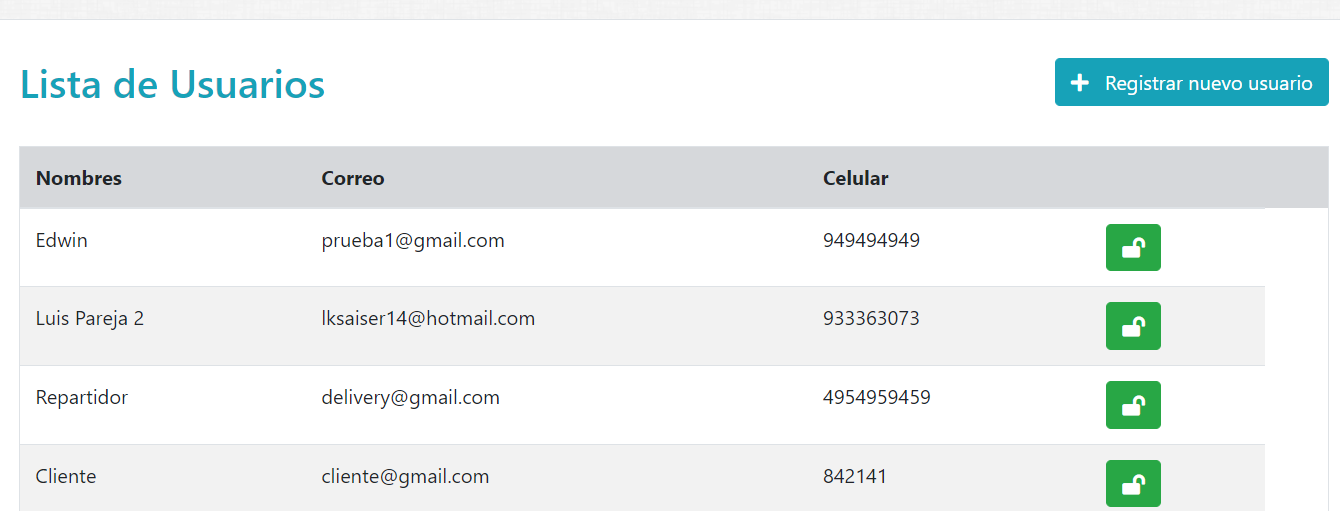 Lista de Usuarios
Registrar nuevo usuario
Nombres Correo Celular
Edwin prueba1@gmail.com 949494949
Luis Pareja 2 lksaiser14@hotmail.com 933363073
Repartidor delivery@gmail.com 4954959459
Cliente cliente@gmail.com 842141